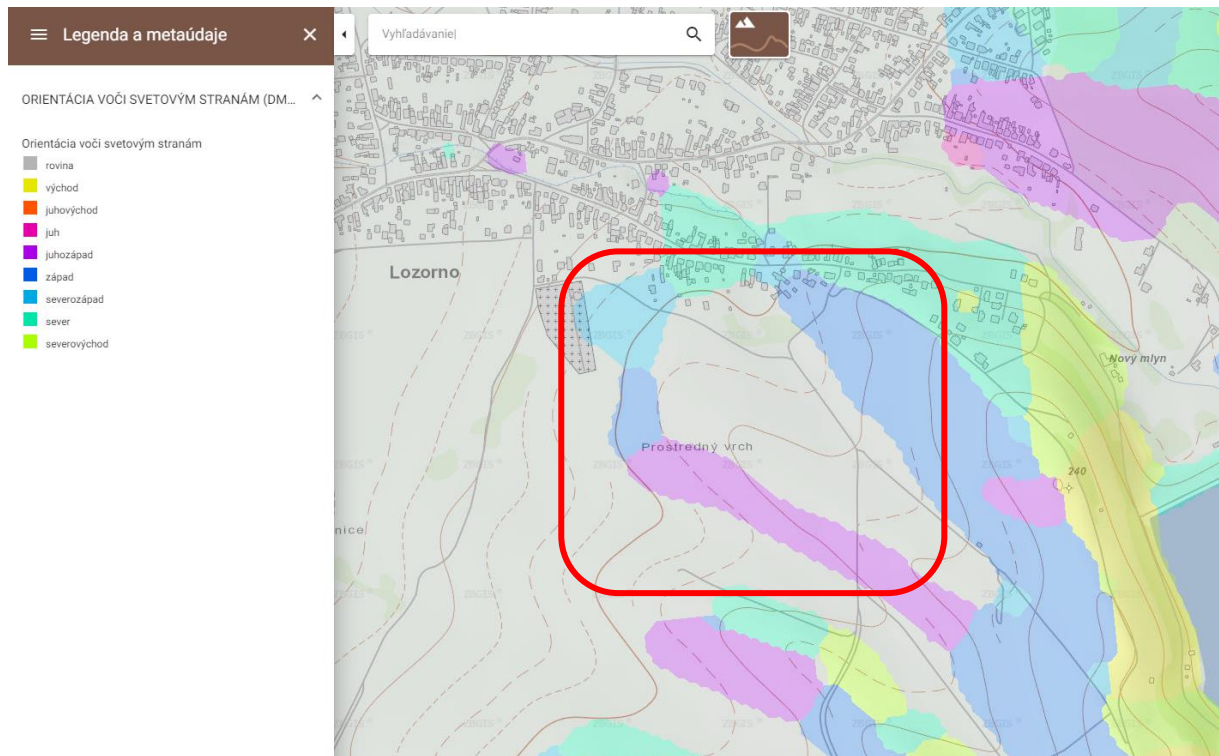 Legenda a metaúdaje
Vyhľadávanie
ORIENTÁCIA VOČI SVETOVÝM STRANÁM (DM...
Orientácia voči svetovým stranám
rovina
východ
juhovýchod
juh
juhozápad
západ
severozápad
sever
severovýchod
Lozorno
Nový mlyn
Prostredný vrch
240
nice